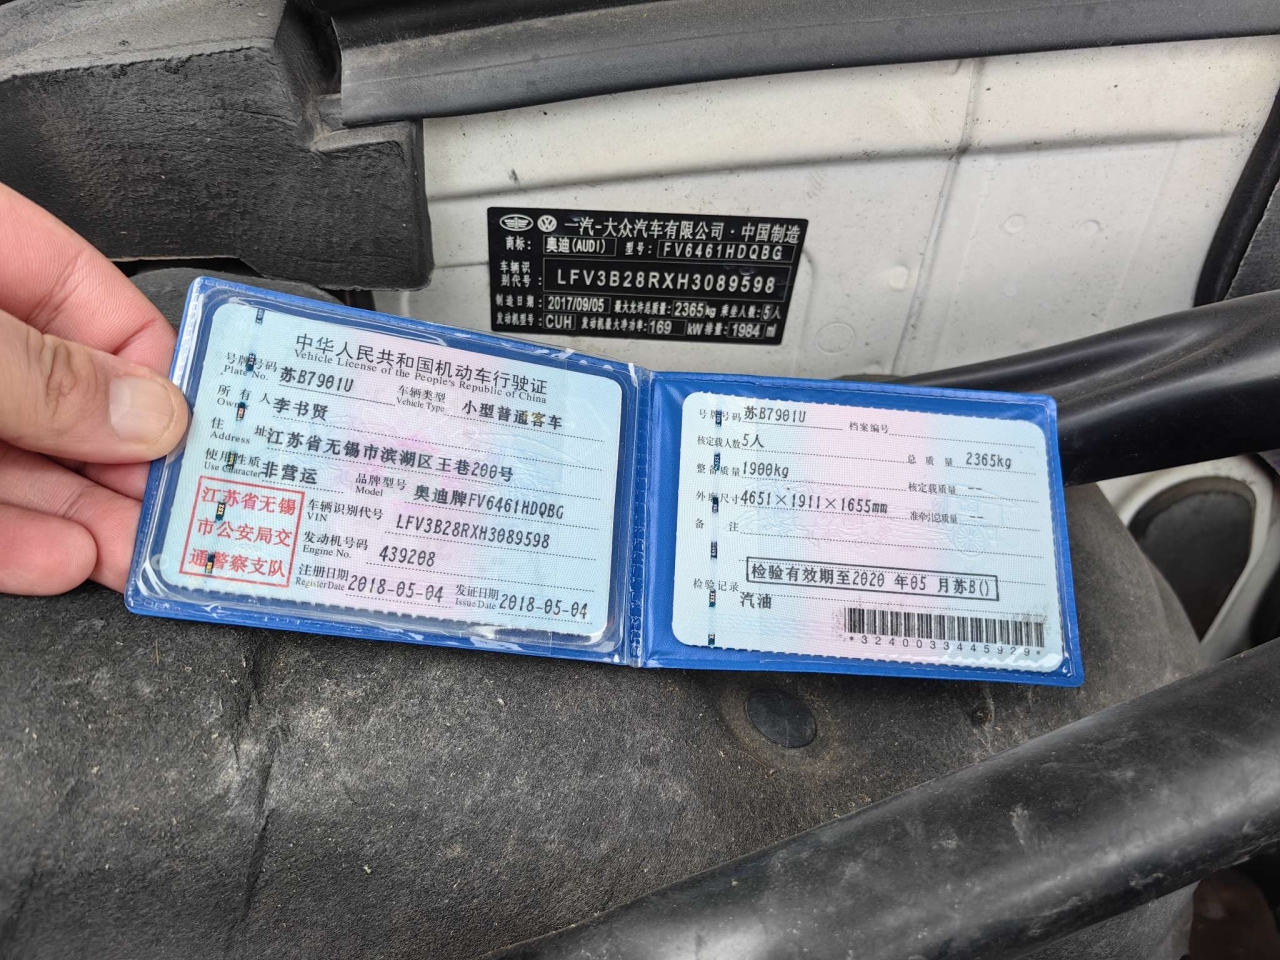 一汽-大众汽车有限公司·中国制造
商标: 奥迪(AUDI) 型号: FV6461HDQBG
车辆识别代号: LFV3B28RXH3089598
制造日期: 2017/09/05 最大允许总质量: 2365kg 乘坐人数: 5人
发动机型号: CUH 发动机最大净功率: 169 kW 排量: 1984 ml
中华人民共和国机动车行驶证
Vehicle License of the People's Republic of China
号牌号码 苏B7901U 车辆类型 小型普通客车
Plate No. Vehicle Type
所有人 李书贤
Owner
住址 江苏省无锡市滨湖区王巷200号
Address
使用性质 非营运 品牌型号 奥迪牌FV6461HDQBG
Use Character Model
江苏省无锡
市公安局交
通警察支队
车辆识别代号 LFV3B28RXH3089598
VIN
发动机号码 439208
Engine No.
注册日期 2018-05-04 发证日期 2018-05-04
Register Date Issue Date
号牌号码 苏B7901U 档案编号
核定载人数 5人 总质量 2365kg
整备质量 1900kg 核定载质量 --
外廓尺寸 4651×1911×1655mm 准牵引总质量 --
备注
检验有效期至2020 年05 月苏B()
检验记录
汽油
*3240033445929*